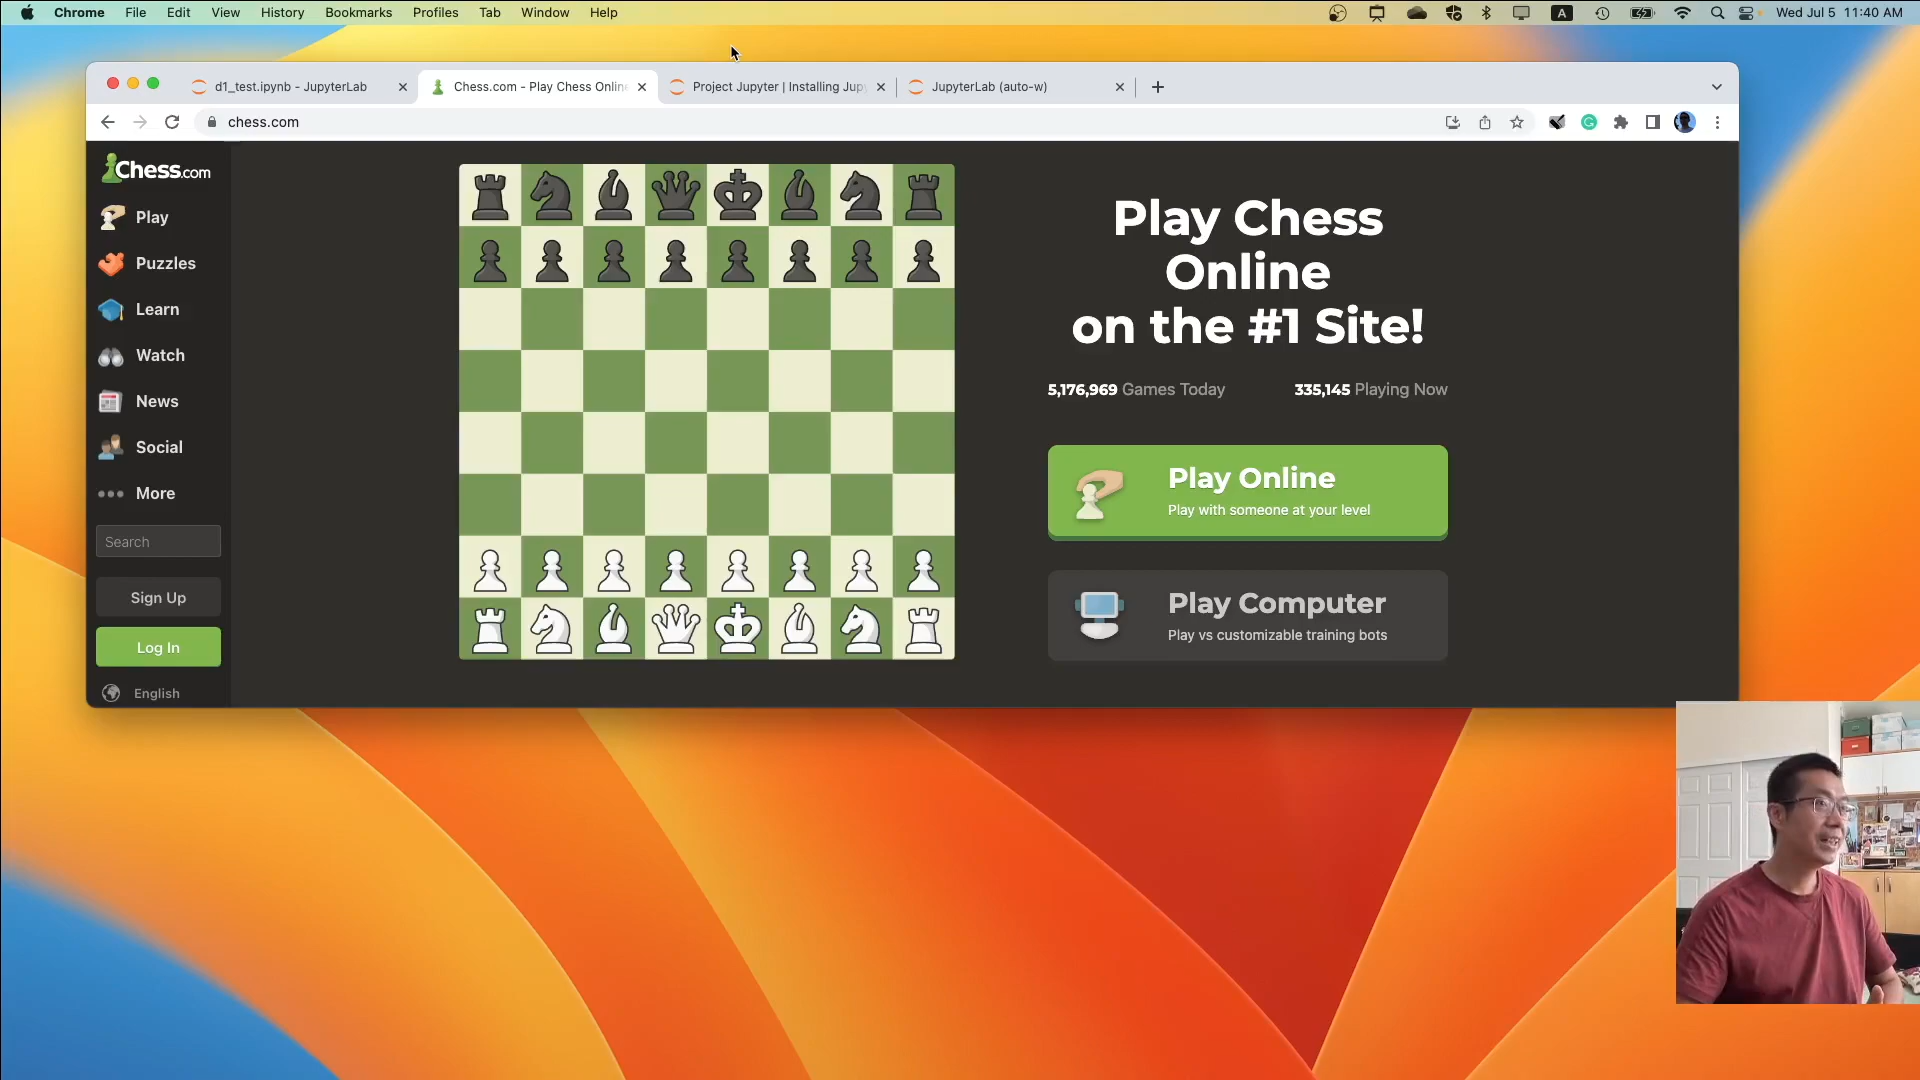 Chrome File Edit View History Bookmarks Profiles Tab Window Help A Wed Jul 5 11:40 AM
d1_test.ipynb - JupyterLab Chess.com - Play Chess Onlin Project Jupyter | Installing Jup JupyterLab (auto-w)
chess.com
Chess.com
Play
Puzzles
Learn
Watch
News
Social
More
Search
Sign Up
Log In
English
Play Chess
Online
on the #1 Site!
5,176,969 Games Today 335,145 Playing Now
Play Online
Play with someone at your level
Play Computer
Play vs customizable training bots